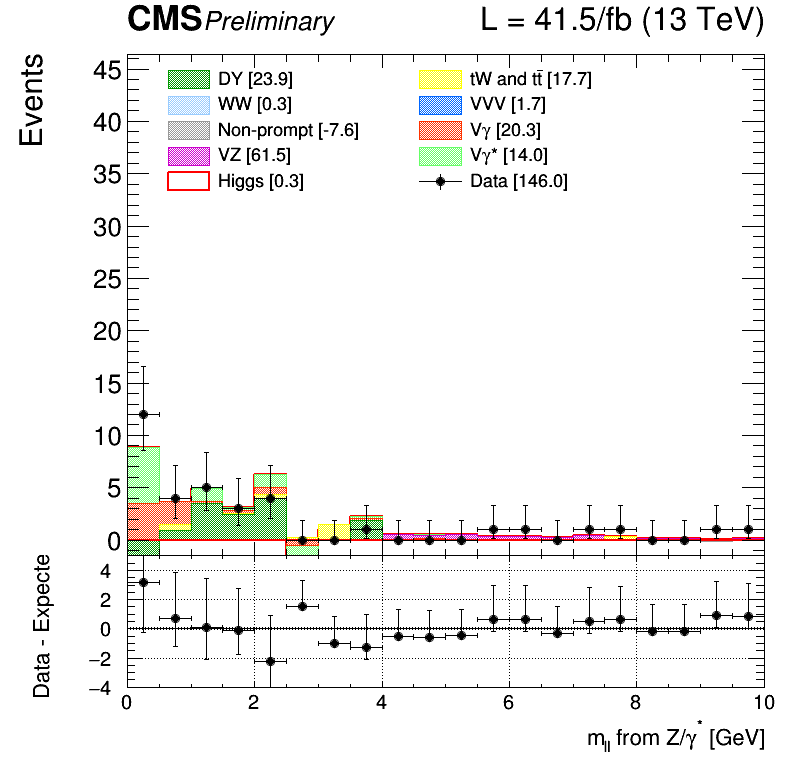 CMS Preliminary L = 41.5/fb (13 TeV)
Events
45
40
35
30
25
20
15
10
5
0
DY [23.9]
WW [0.3]
Non-prompt [-7.6]
VZ [61.5]
Higgs [0.3]
tW and tt̄ [17.7]
VVV [1.7]
Vγ [20.3]
Vγ* [14.0]
Data [146.0]
Data - Expecte
4
2
0
−2
−4
0 2 4 6 8 10
m_ll from Z/γ* [GeV]